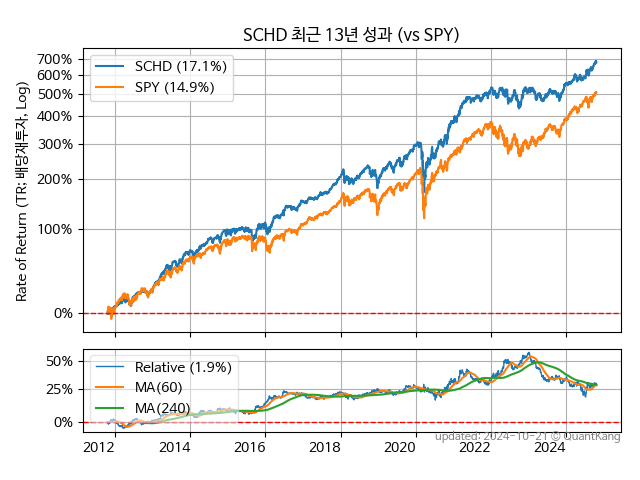 SCHD 최근 13년 성과 (vs SPY)
Rate of Return (TR; 배당재투자, Log)
700%
600%
500%
400%
300%
200%
100%
0%
SCHD (17.1%)
SPY (14.9%)
50%
25%
0%
Relative (1.9%)
MA(60)
MA(240)
2012 2014 2016 2018 2020 2022 2024
updated: 2024-10-21 © QuantKang